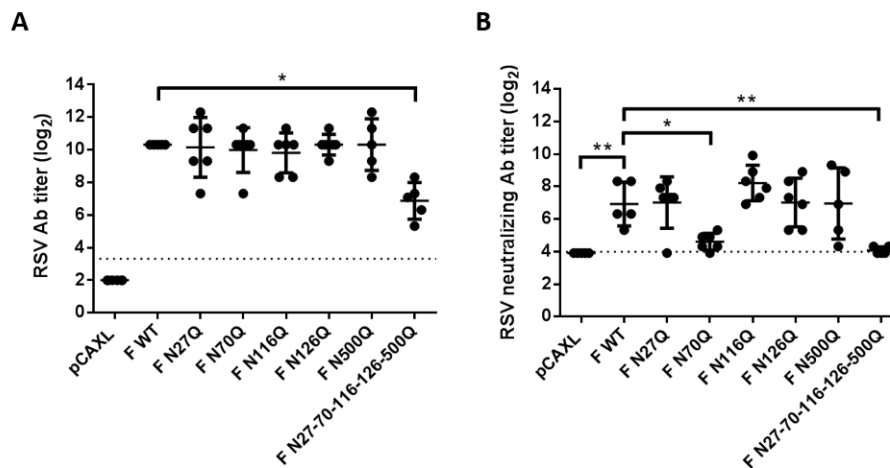 A
RSV Ab titer (log2)
14
12
10
8
6
4
2
0
*
pCAXL
F WT
F N27Q
F N70Q
F N116Q
F N126Q
F N500Q
F N27-70-116-126-500Q
B
RSV neutralizing Ab titer (log2)
14
12
10
8
6
4
2
0
**
*
**
pCAXL
F WT
F N27Q
F N70Q
F N116Q
F N126Q
F N500Q
F N27-70-116-126-500Q